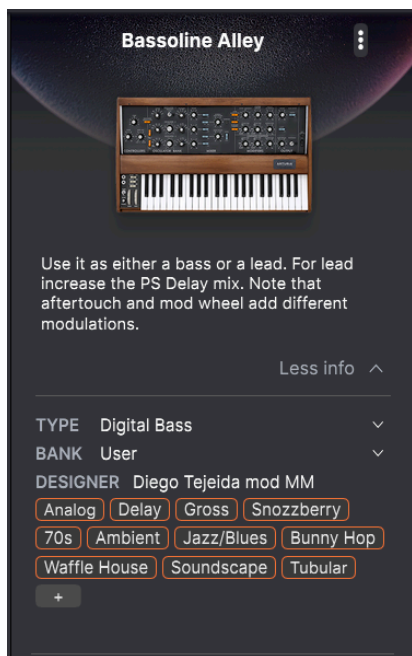 Bassoline Alley
Use it as either a bass or a lead. For lead
increase the PS Delay mix. Note that
aftertouch and mod wheel add different
modulations.
Less info
TYPE Digital Bass
BANK User
DESIGNER Diego Tejeida mod MM
Analog Delay Gross Snozzberry
70s Ambient Jazz/Blues Bunny Hop
Waffle House Soundscape Tubular
+